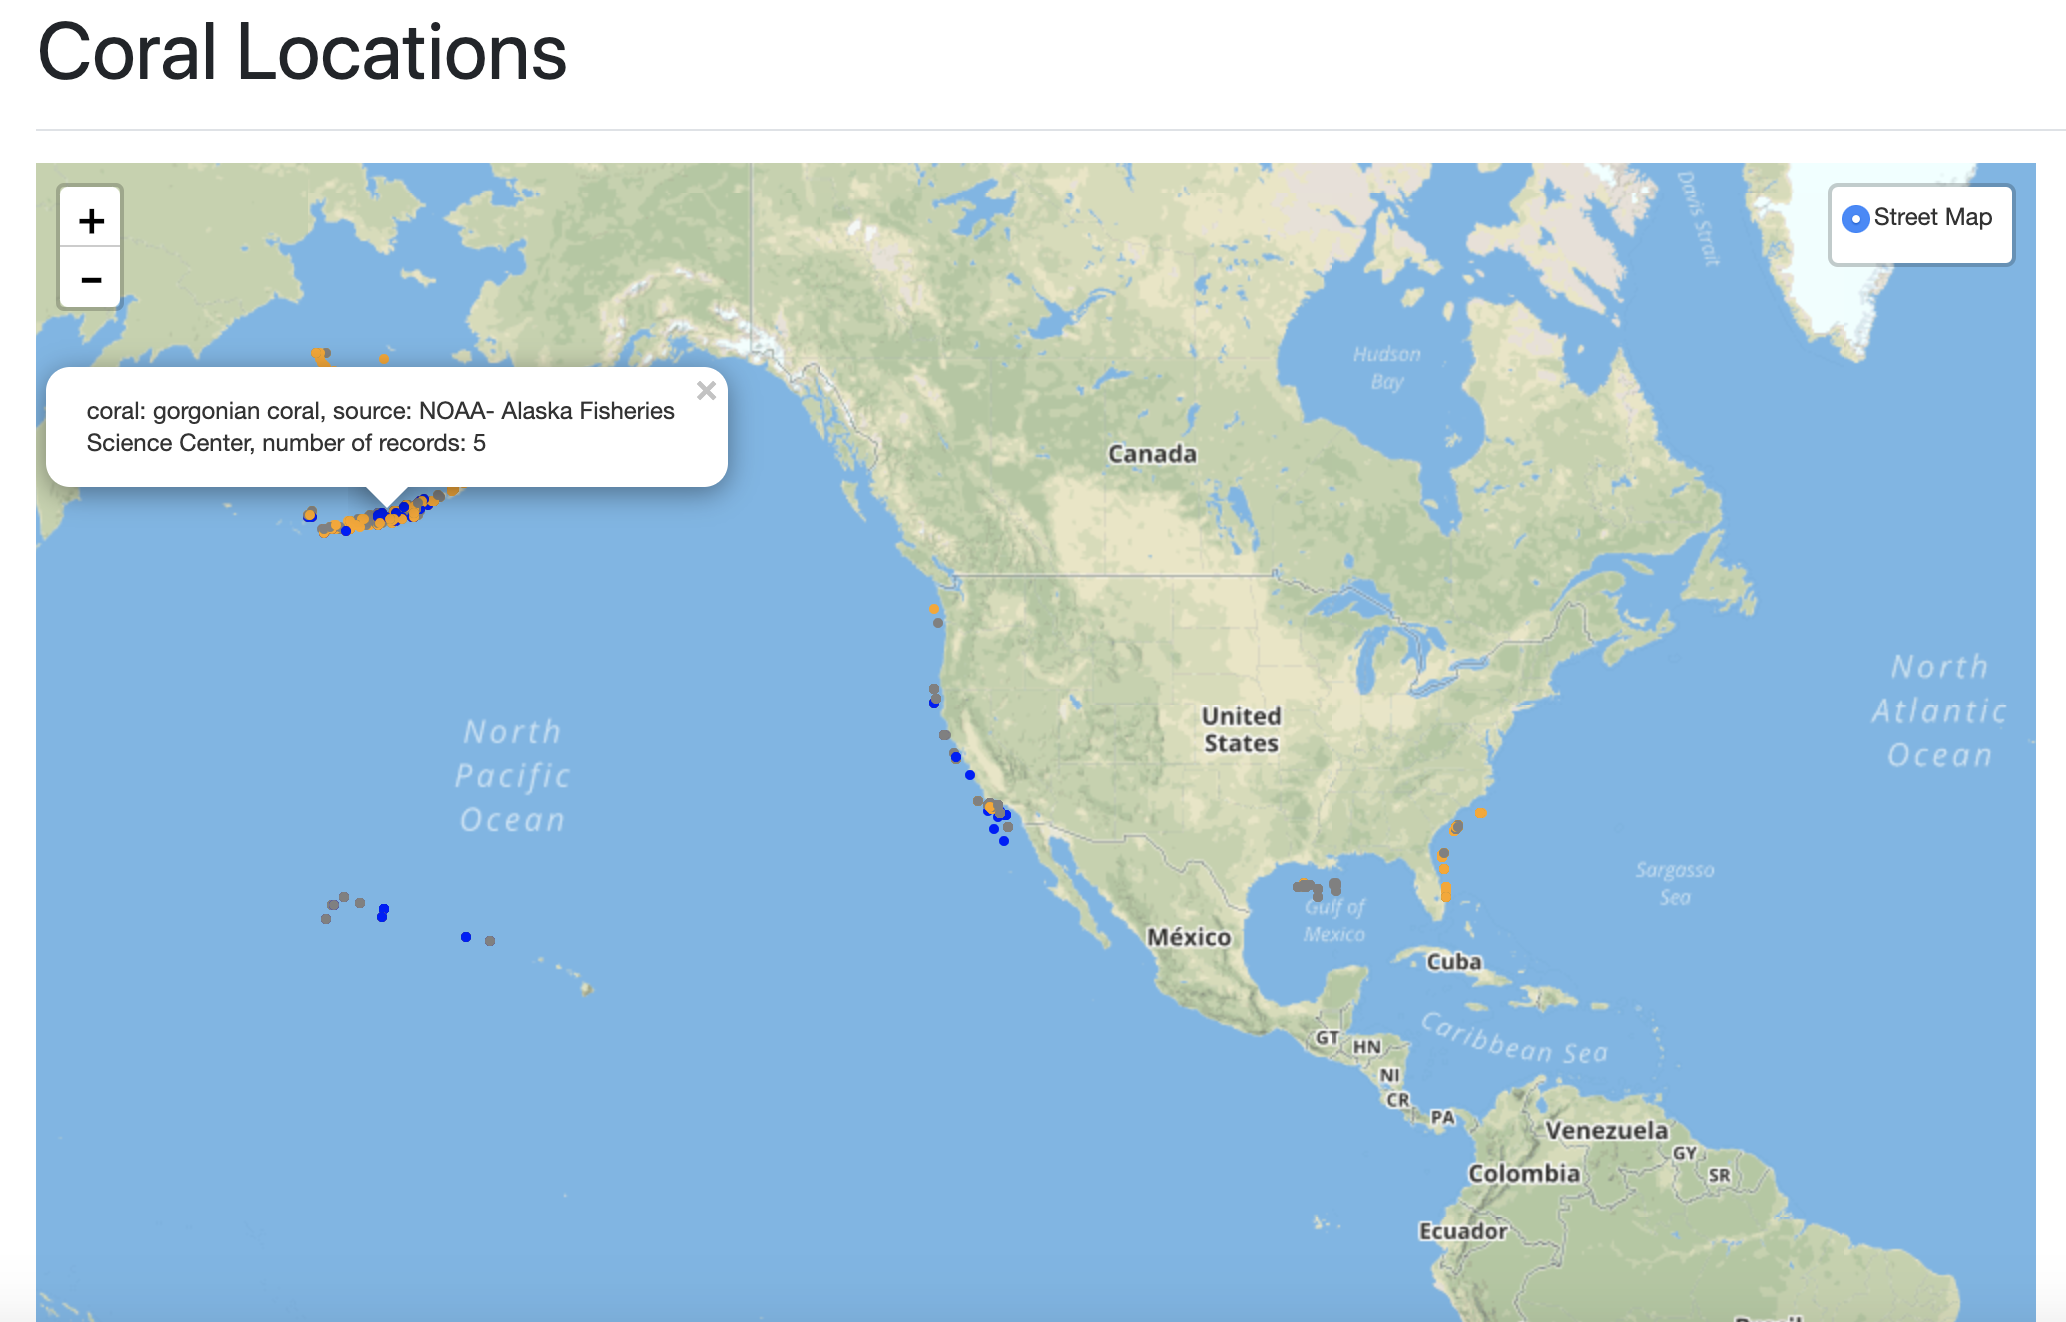 Coral Locations
+
−
Street Map
Davis Strait
Hudson
Bay
coral: gorgonian coral, source: NOAA- Alaska Fisheries
Science Center, number of records: 5
×
Canada
North
Atlantic
Ocean
United
States
North
Pacific
Ocean
Sargasso
Sea
Gulf of
Mexico
México
Cuba
Caribbean Sea
GT
HN
NI
CR
PA
Venezuela
GY
Colombia
SR
Ecuador